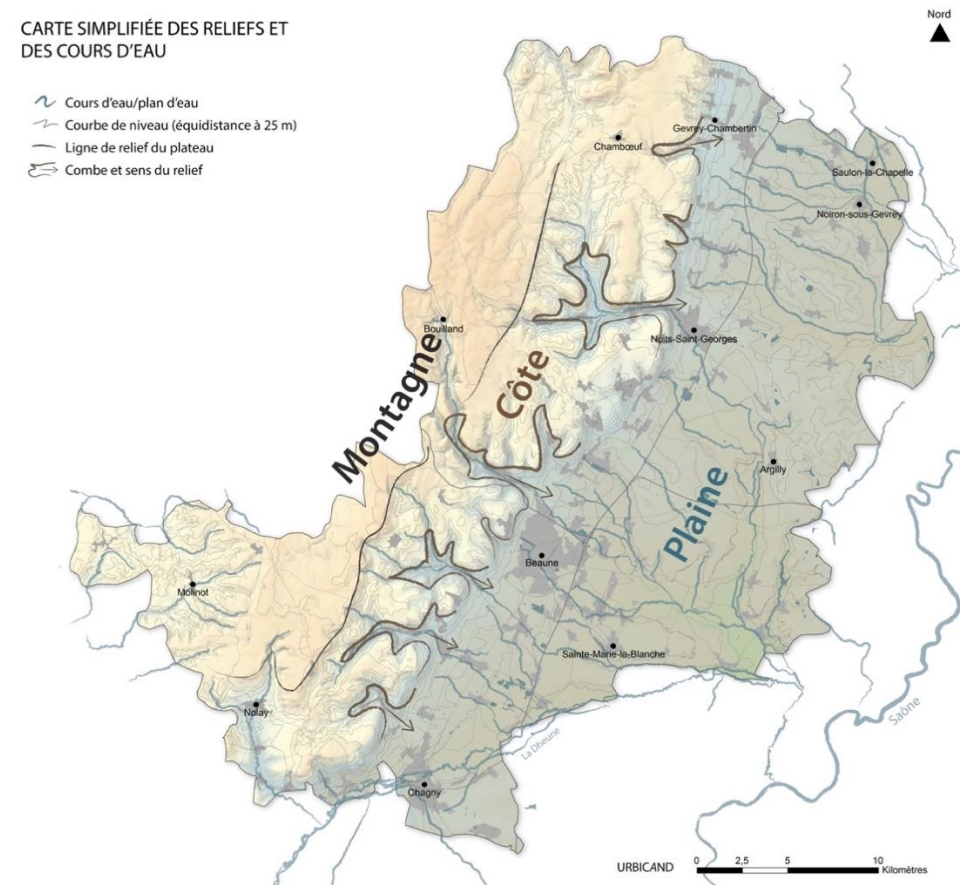 CARTE SIMPLIFIÉE DES RELIEFS ET
DES COURS D'EAU
Nord
Cours d'eau/plan d'eau
Courbe de niveau (équidistance à 25 m)
Ligne de relief du plateau
Combe et sens du relief
Gevrey-Chambertin
Chambœuf
Saulon-la-Chapelle
Noiron-sous-Gevrey
Bouilland
Nuits-Saint-Georges
Montagne
Côte
Plaine
Argilly
Beaune
Molinot
Sainte-Marie-la-Blanche
Nolay
Saône
La Dheune
Chagny
URBICAND
0 2,5 5 10
Kilomètres